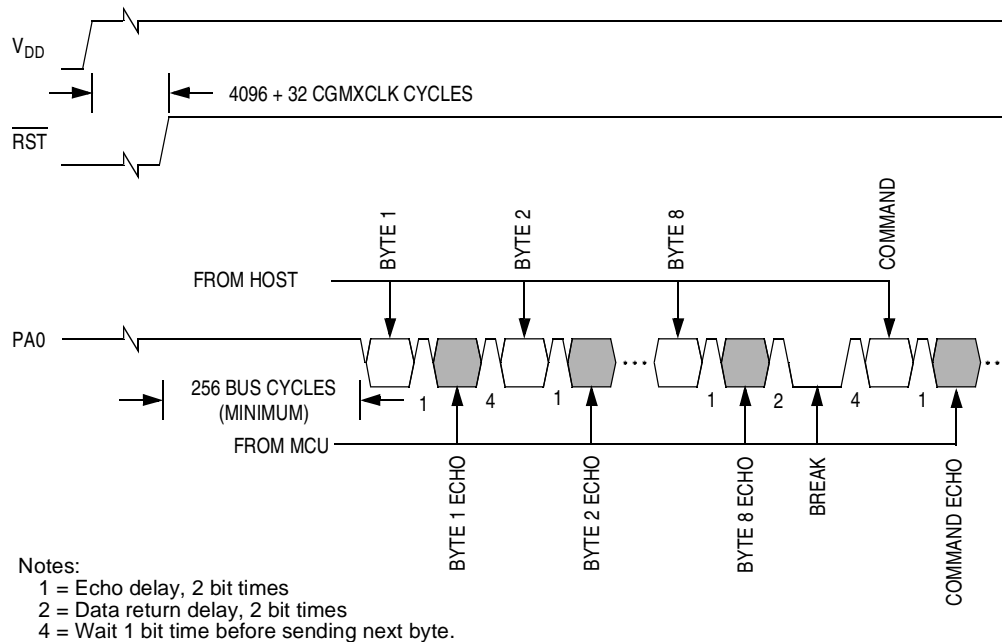 VDD
4096 + 32 CGMXCLK CYCLES
RST
BYTE 1
BYTE 2
BYTE 8
COMMAND
FROM HOST
PA0
256 BUS CYCLES
(MINIMUM)
1
4
1
1
2
4
1
FROM MCU
BYTE 1 ECHO
BYTE 2 ECHO
BYTE 8 ECHO
BREAK
COMMAND ECHO
Notes:
1 = Echo delay, 2 bit times
2 = Data return delay, 2 bit times
4 = Wait 1 bit time before sending next byte.